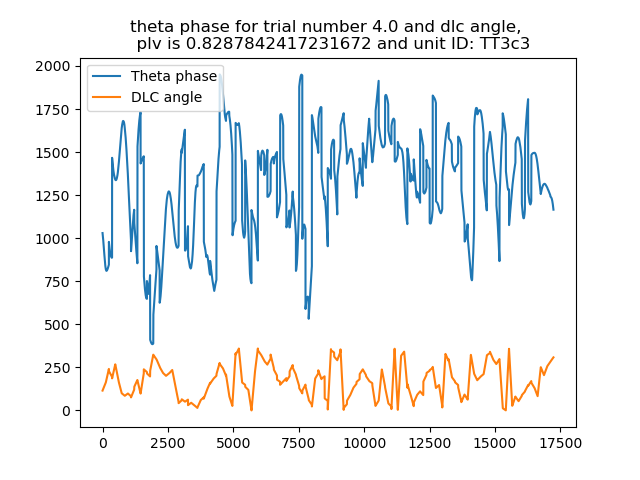 theta phase for trial number 4.0 and dlc angle,
plv is 0.8287842417231672 and unit ID: TT3c3
Theta phase
DLC angle
2000
1750
1500
1250
1000
750
500
250
0
0 2500 5000 7500 10000 12500 15000 17500